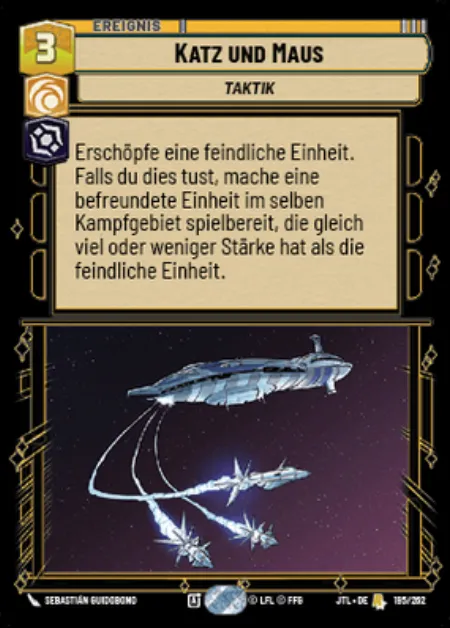 EREIGNIS
3
KATZ UND MAUS
TAKTIK
Erschöpfe eine feindliche Einheit.
Falls du dies tust, mache eine
befreundete Einheit im selben
Kampfgebiet spielbereit, die gleich
viel oder weniger Stärke hat als die
feindliche Einheit.
SEBASTIÁN GUIDOBONO A © LFL © FFG JTL • DE 195/262